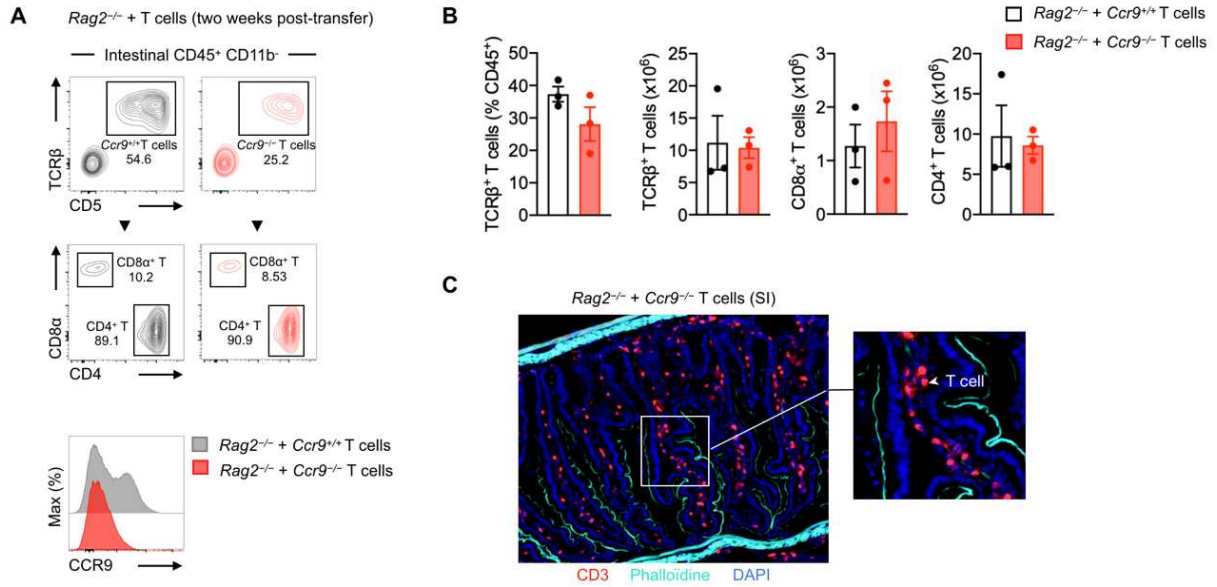 A
Rag2⁻/⁻ + T cells (two weeks post-transfer)
Intestinal CD45⁺ CD11b⁻
TCRβ
Ccr9⁺/⁺T cells
54.6
Ccr9⁻/⁻ T cells
25.2
CD5
CD8α
CD8α⁺ T
10.2
CD4⁺ T
89.1
CD8α⁺ T
8.53
CD4⁺ T
90.9
CD4
Max (%)
Rag2⁻/⁻ + Ccr9⁺/⁺ T cells
Rag2⁻/⁻ + Ccr9⁻/⁻ T cells
CCR9
B
Rag2⁻/⁻ + Ccr9⁺/⁺ T cells
Rag2⁻/⁻ + Ccr9⁻/⁻ T cells
TCRβ⁺ T cells (% CD45⁺)
50
40
30
20
10
0
TCRβ⁺ T cells (x10⁶)
25
20
15
10
5
0
CD8α⁺ T cells (x10⁶)
3
2
1
0
CD4⁺ T cells (x10⁶)
20
15
10
5
0
C
Rag2⁻/⁻ + Ccr9⁻/⁻ T cells (SI)
T cell
CD3 Phalloïdine DAPI